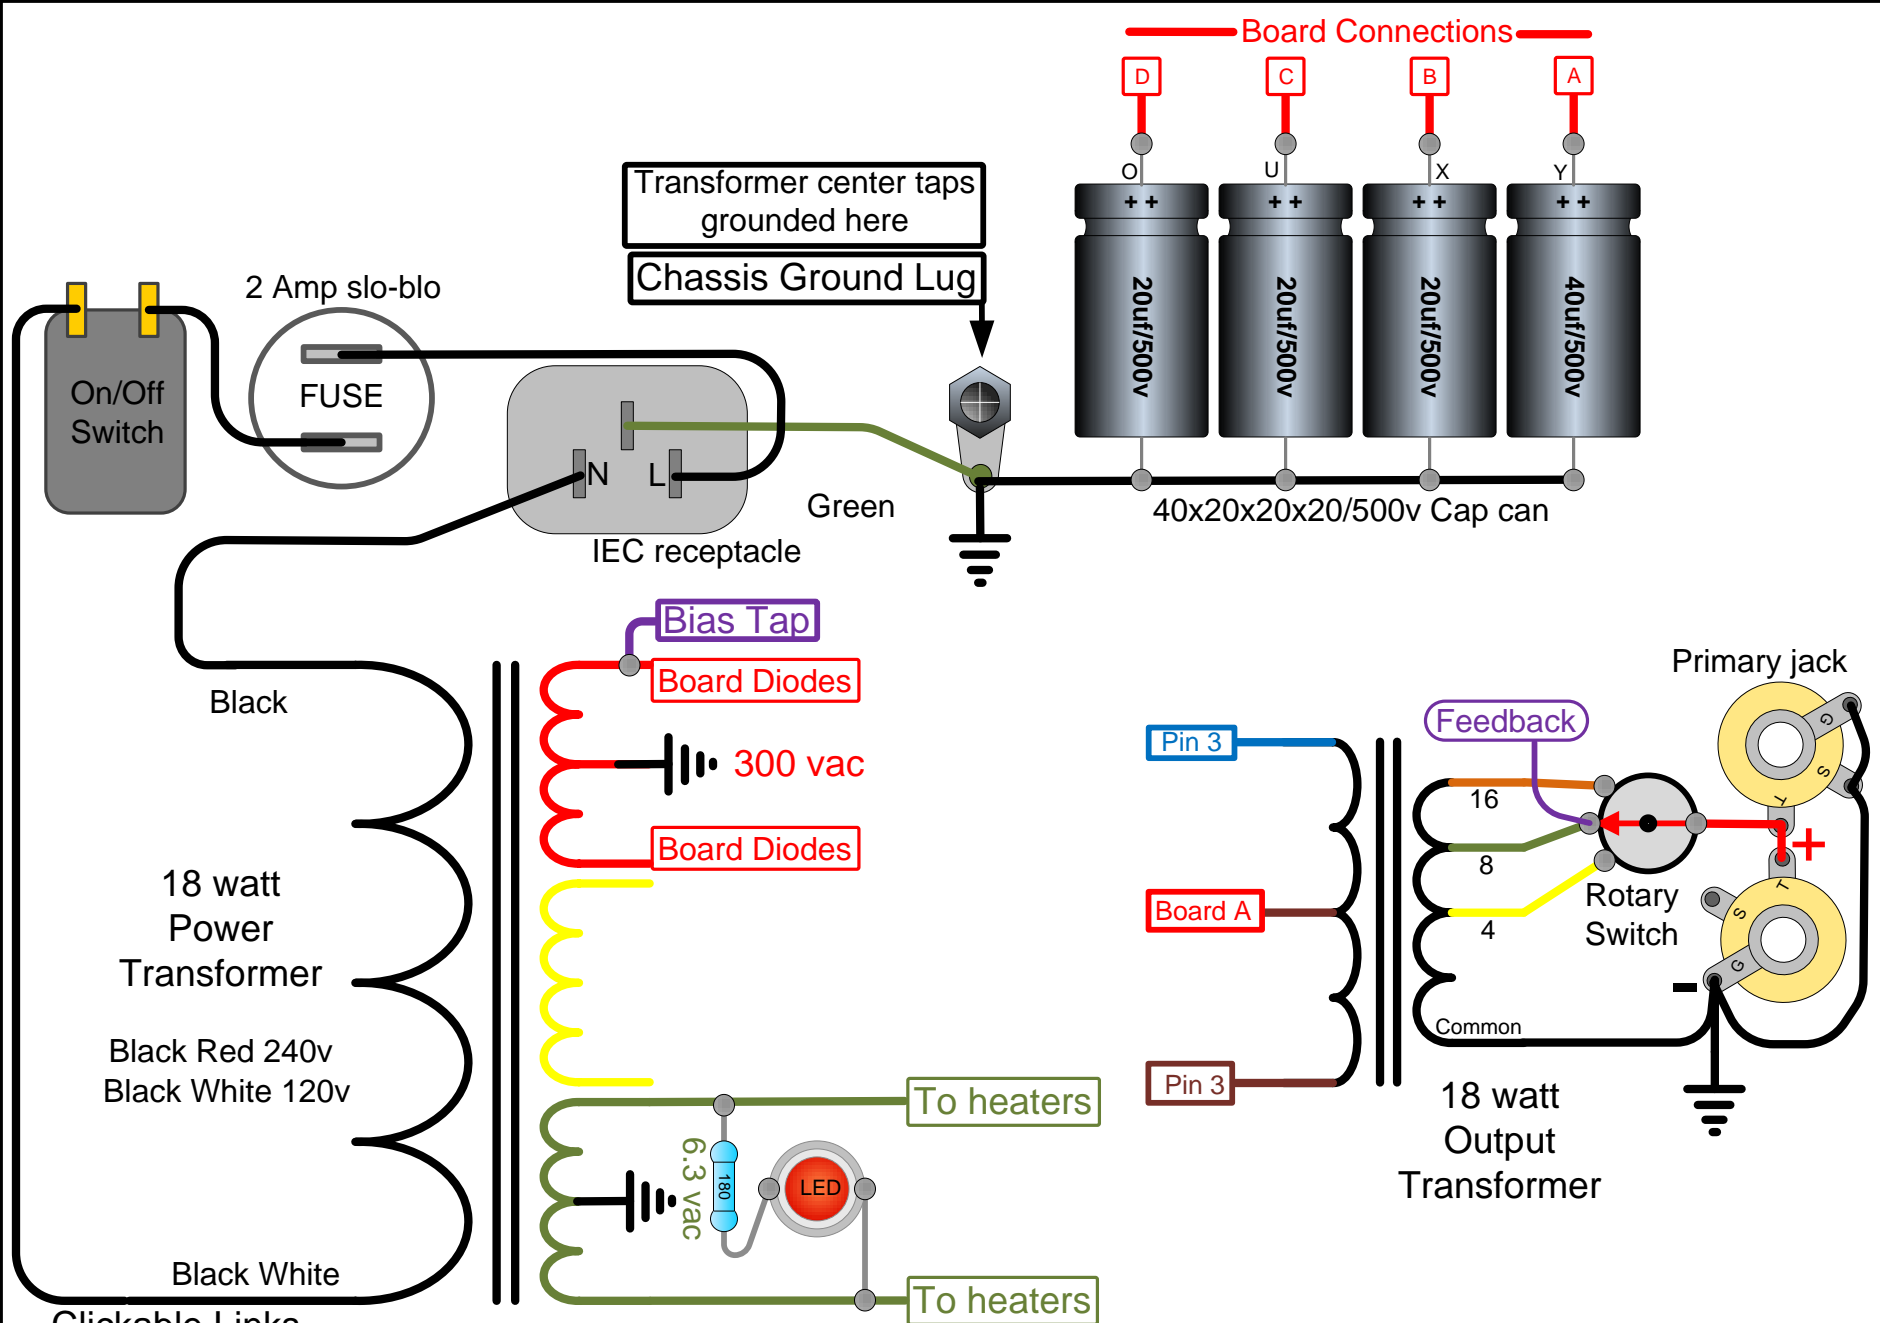 Board Connections
D
C
B
A
O
U
X
Y
+ +
+ +
+ +
+ +
20uf/500v
20uf/500v
20uf/500v
40uf/500v
40x20x20x20/500v Cap can
Transformer center taps
grounded here
Chassis Ground Lug
2 Amp slo-blo
FUSE
On/Off
Switch
N
L
Green
IEC receptacle
Bias Tap
Board Diodes
300 vac
Board Diodes
Black
18 watt
Power
Transformer
Black Red 240v
Black White 120v
Black White
To heaters
6.3 vac
180
LED
To heaters
Primary jack
G
S
T
Feedback
Pin 3
16
8
4
+
T
S
G
-
Rotary
Switch
Board A
Common
Pin 3
18 watt
Output
Transformer
Clickable Links